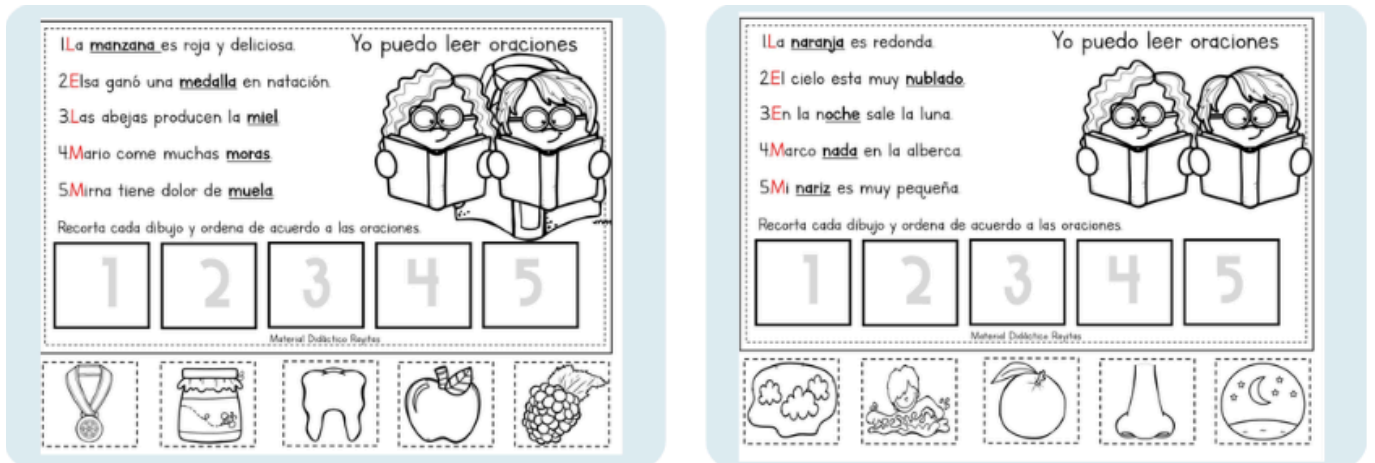 Yo puedo leer oraciones
1.La manzana es roja y deliciosa.
2.Elsa ganó una medalla en natación.
3.Las abejas producen la miel.
4.Mario come muchas moras.
5.Mirna tiene dolor de muela.
Recorta cada dibujo y ordena de acuerdo a las oraciones.
1 2 3 4 5
Material Didáctico Rayitas
Yo puedo leer oraciones
1.La naranja es redonda.
2.El cielo esta muy nublado.
3.En la noche sale la luna.
4.Marco nada en la alberca.
5.Mi nariz es muy pequeña.
Recorta cada dibujo y ordena de acuerdo a las oraciones.
1 2 3 4 5
Material Didáctico Rayitas